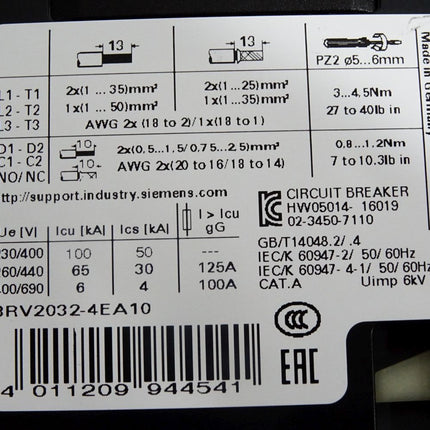 13
13
PZ2 ø5...6mm
Made in Germany
L1 - T1
L2 - T2
L3 - T3
2x(1 ... 35)mm²
1x(1 ... 50)mm²
2x(1 ...25)mm²
1x(1 ...35)mm²
AWG 2x (18 to 2)/1x(18 to 1)
3...4,5Nm
27 to 40lb in
D1 - D2
C1 - C2
NO/ NC
10
10
2x(0.5...1.5/ 0.75...2.5)mm²
AWG 2x(20 to 16/18 to 14)
0.8...1.2Nm
7 to 10.3lb in
http://support.industry.siemens.com
CIRCUIT BREAKER
HW05014- 16019
02-3450-7110
Ue [V]
Icu [kA]
Ics [kA]
I > Icu
gG
230/400
100
50
---
GB/T14048.2/ .4
IEC/K 60947-2/ 50/60Hz
IEC/K 60947-4-1/ 50/60Hz
CAT.A
Uimp 6kV
260/440
65
30
125A
400/690
6
4
100A
3RV2032-4EA10
CCC
EAC
4 011209 944541